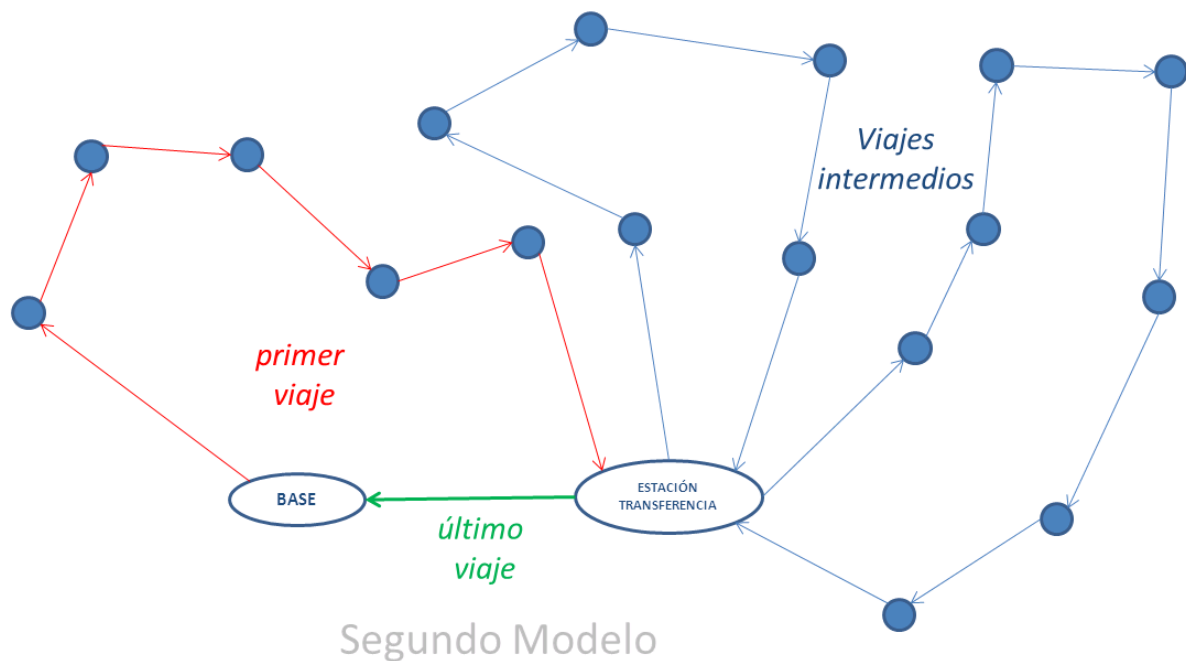 Viajes
intermedios
primer
viaje
BASE
ESTACIÓN
TRANSFERENCIA
último
viaje
Segundo Modelo